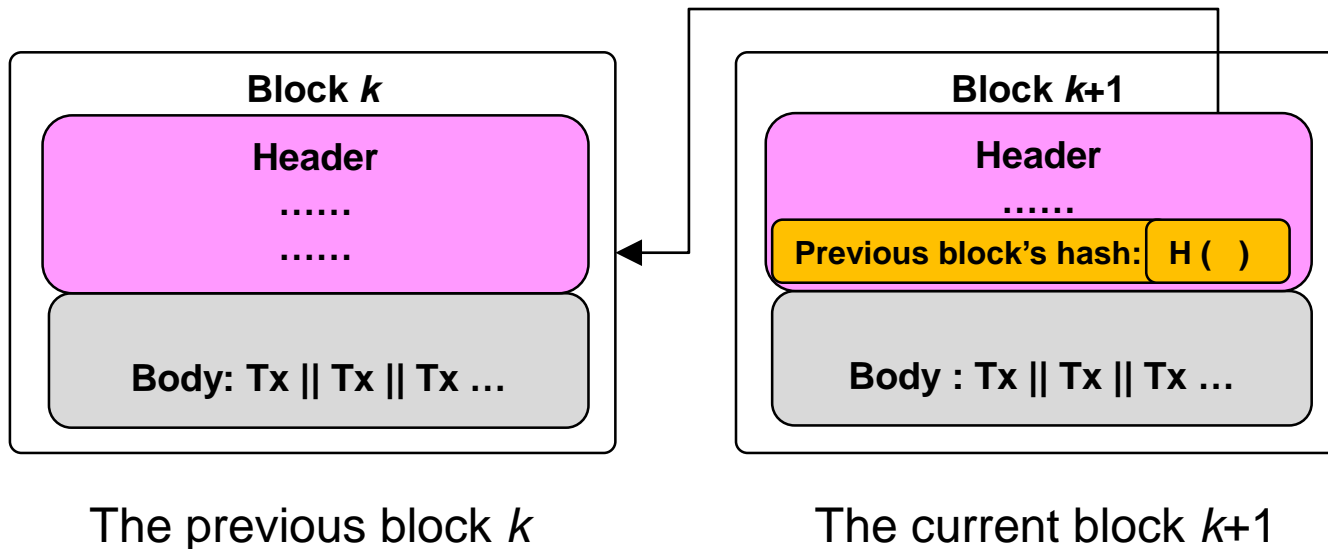 Block k
Header
......
......
Body: Tx || Tx || Tx ...
The previous block k
Block k+1
Header
......
Previous block's hash: H ( )
Body : Tx || Tx || Tx ...
The current block k+1